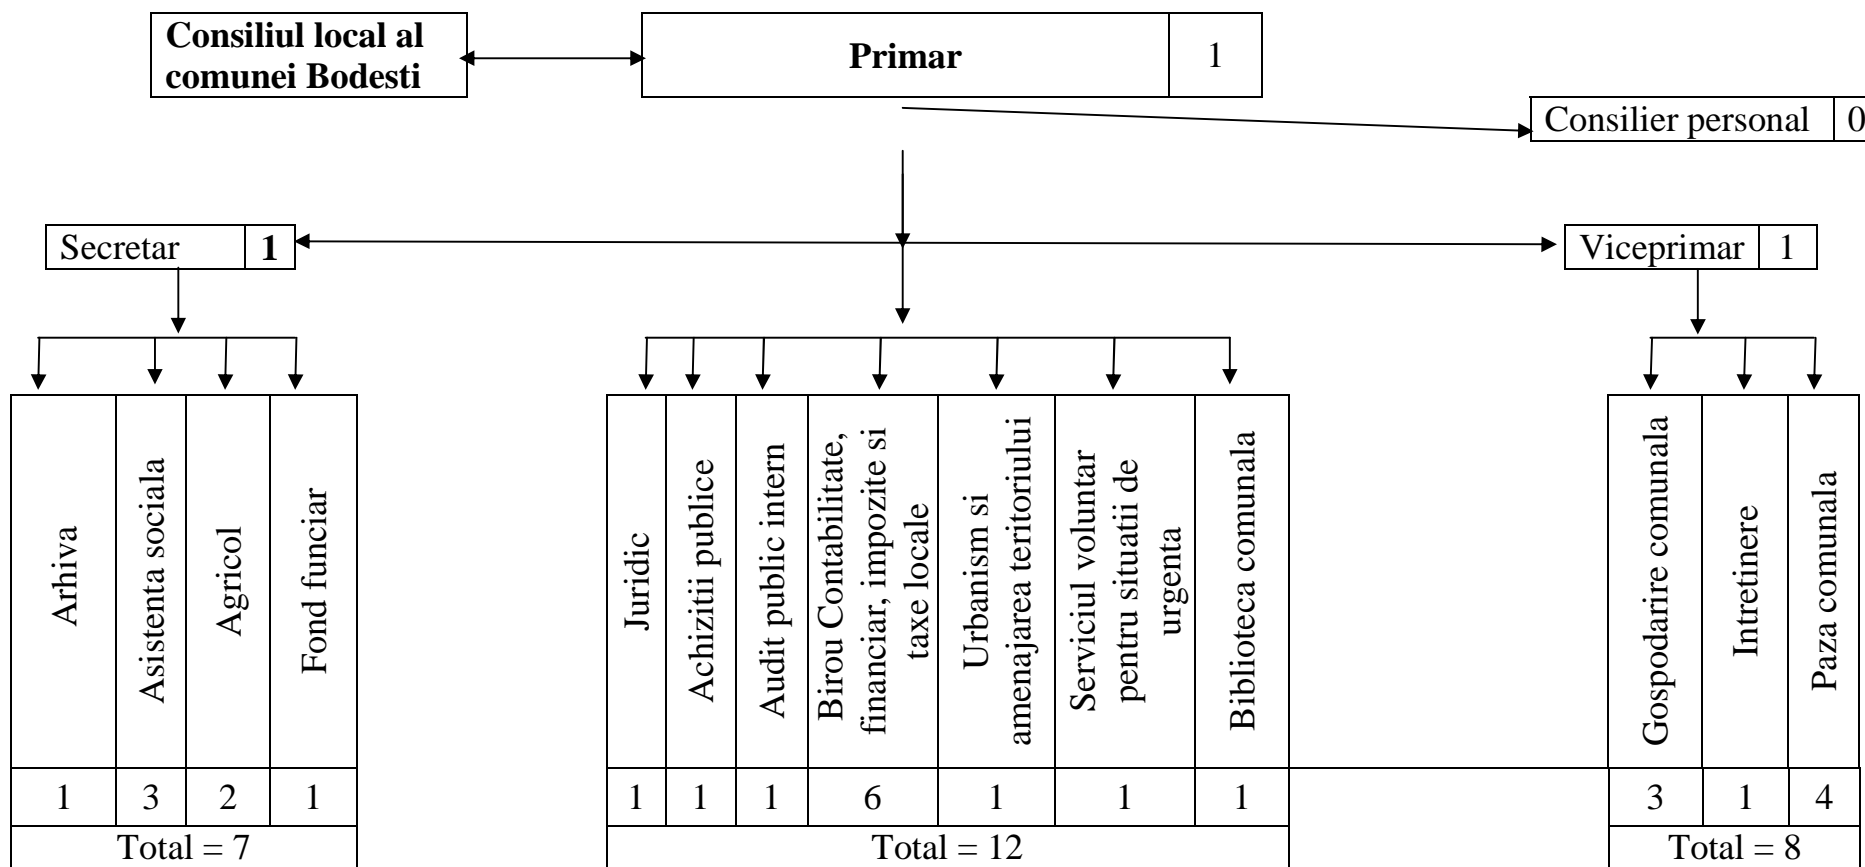 Consiliul local al
comunei Bodesti
Primar 1
Consilier personal 0
Secretar 1
Viceprimar 1
Arhiva
Asistenta sociala
Agricol
Fond funciar
Juridic
Achizitii publice
Audit public intern
Birou Contabilitate,
financiar, impozite si
taxe locale
Urbanism si
amenajarea teritoriului
Serviciul voluntar
pentru situatii de
urgenta
Biblioteca comunala
Gospodarire comunala
Intretinere
Paza comunala
1 3 2 1
1 1 1 6 1 1 1
3 1 4
Total = 7
Total = 12
Total = 8